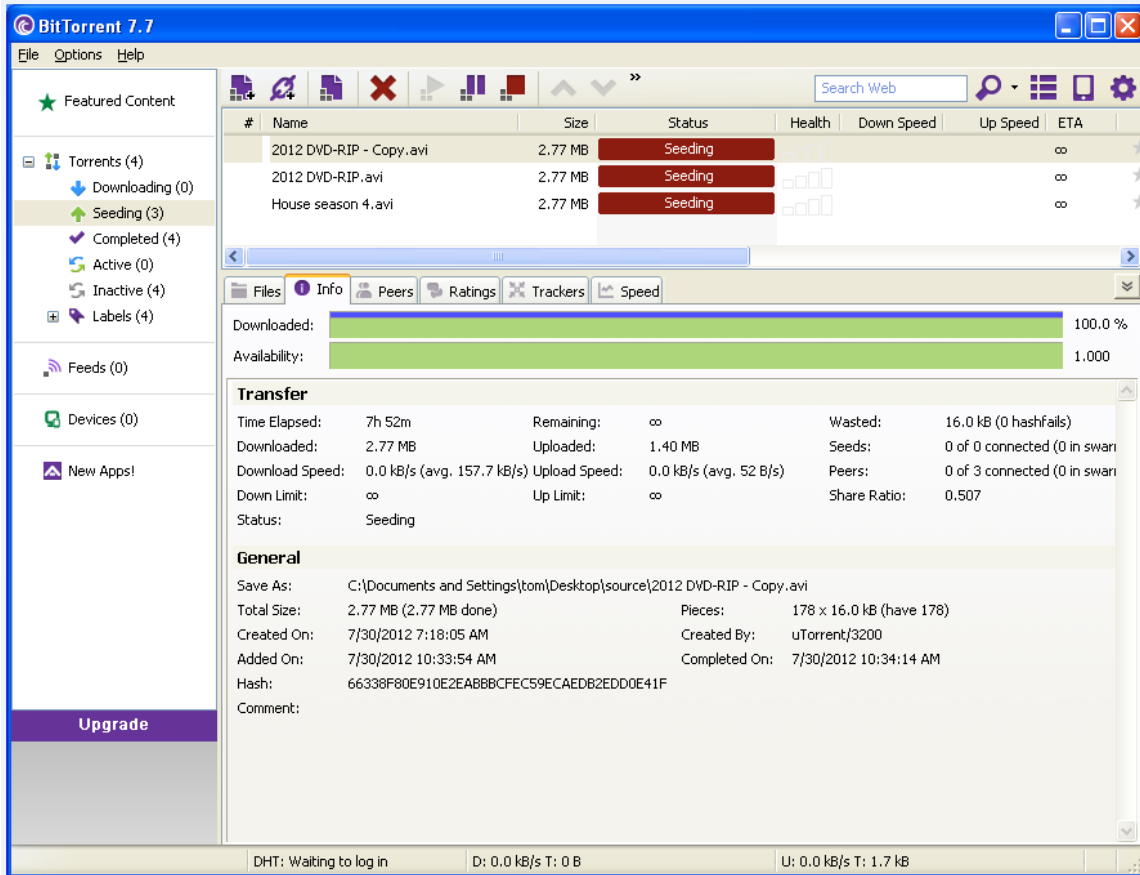 BitTorrent 7.7
File Options Help
Featured Content
Torrents (4)
Downloading (0)
Seeding (3)
Completed (4)
Active (0)
Inactive (4)
Labels (4)
Feeds (0)
Devices (0)
New Apps!
Upgrade
» Search Web
# Name Size Status Health Down Speed Up Speed ETA
2012 DVD-RIP - Copy.avi 2.77 MB Seeding ∞
2012 DVD-RIP.avi 2.77 MB Seeding ∞
House season 4.avi 2.77 MB Seeding ∞
Files Info Peers Ratings Trackers Speed
Downloaded: 100.0 %
Availability: 1.000
Transfer
Time Elapsed: 7h 52m Remaining: ∞ Wasted: 16.0 kB (0 hashfails)
Downloaded: 2.77 MB Uploaded: 1.40 MB Seeds: 0 of 0 connected (0 in swarr
Download Speed: 0.0 kB/s (avg. 157.7 kB/s) Upload Speed: 0.0 kB/s (avg. 52 B/s) Peers: 0 of 3 connected (0 in swarr
Down Limit: ∞ Up Limit: ∞ Share Ratio: 0.507
Status: Seeding
General
Save As: C:\Documents and Settings\tom\Desktop\source\2012 DVD-RIP - Copy.avi
Total Size: 2.77 MB (2.77 MB done) Pieces: 178 x 16.0 kB (have 178)
Created On: 7/30/2012 7:18:05 AM Created By: uTorrent/3200
Added On: 7/30/2012 10:33:54 AM Completed On: 7/30/2012 10:34:14 AM
Hash: 66338F80E910E2EABBBCFEC59ECAEDB2EDD0E41F
Comment:
DHT: Waiting to log in D: 0.0 kB/s T: 0 B U: 0.0 kB/s T: 1.7 kB